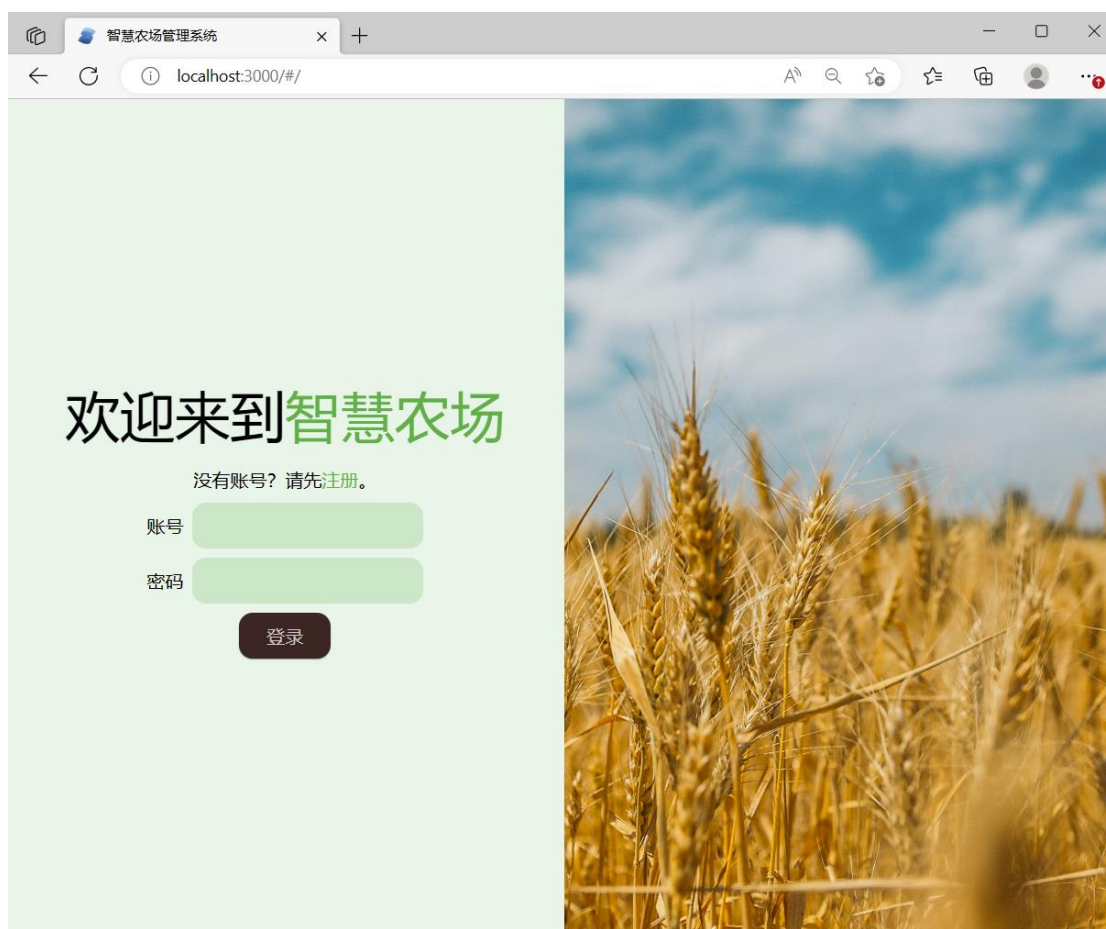 智慧农场管理系统
localhost:3000/#/
欢迎来到智慧农场
没有账号？请先注册。
账号
密码
登录